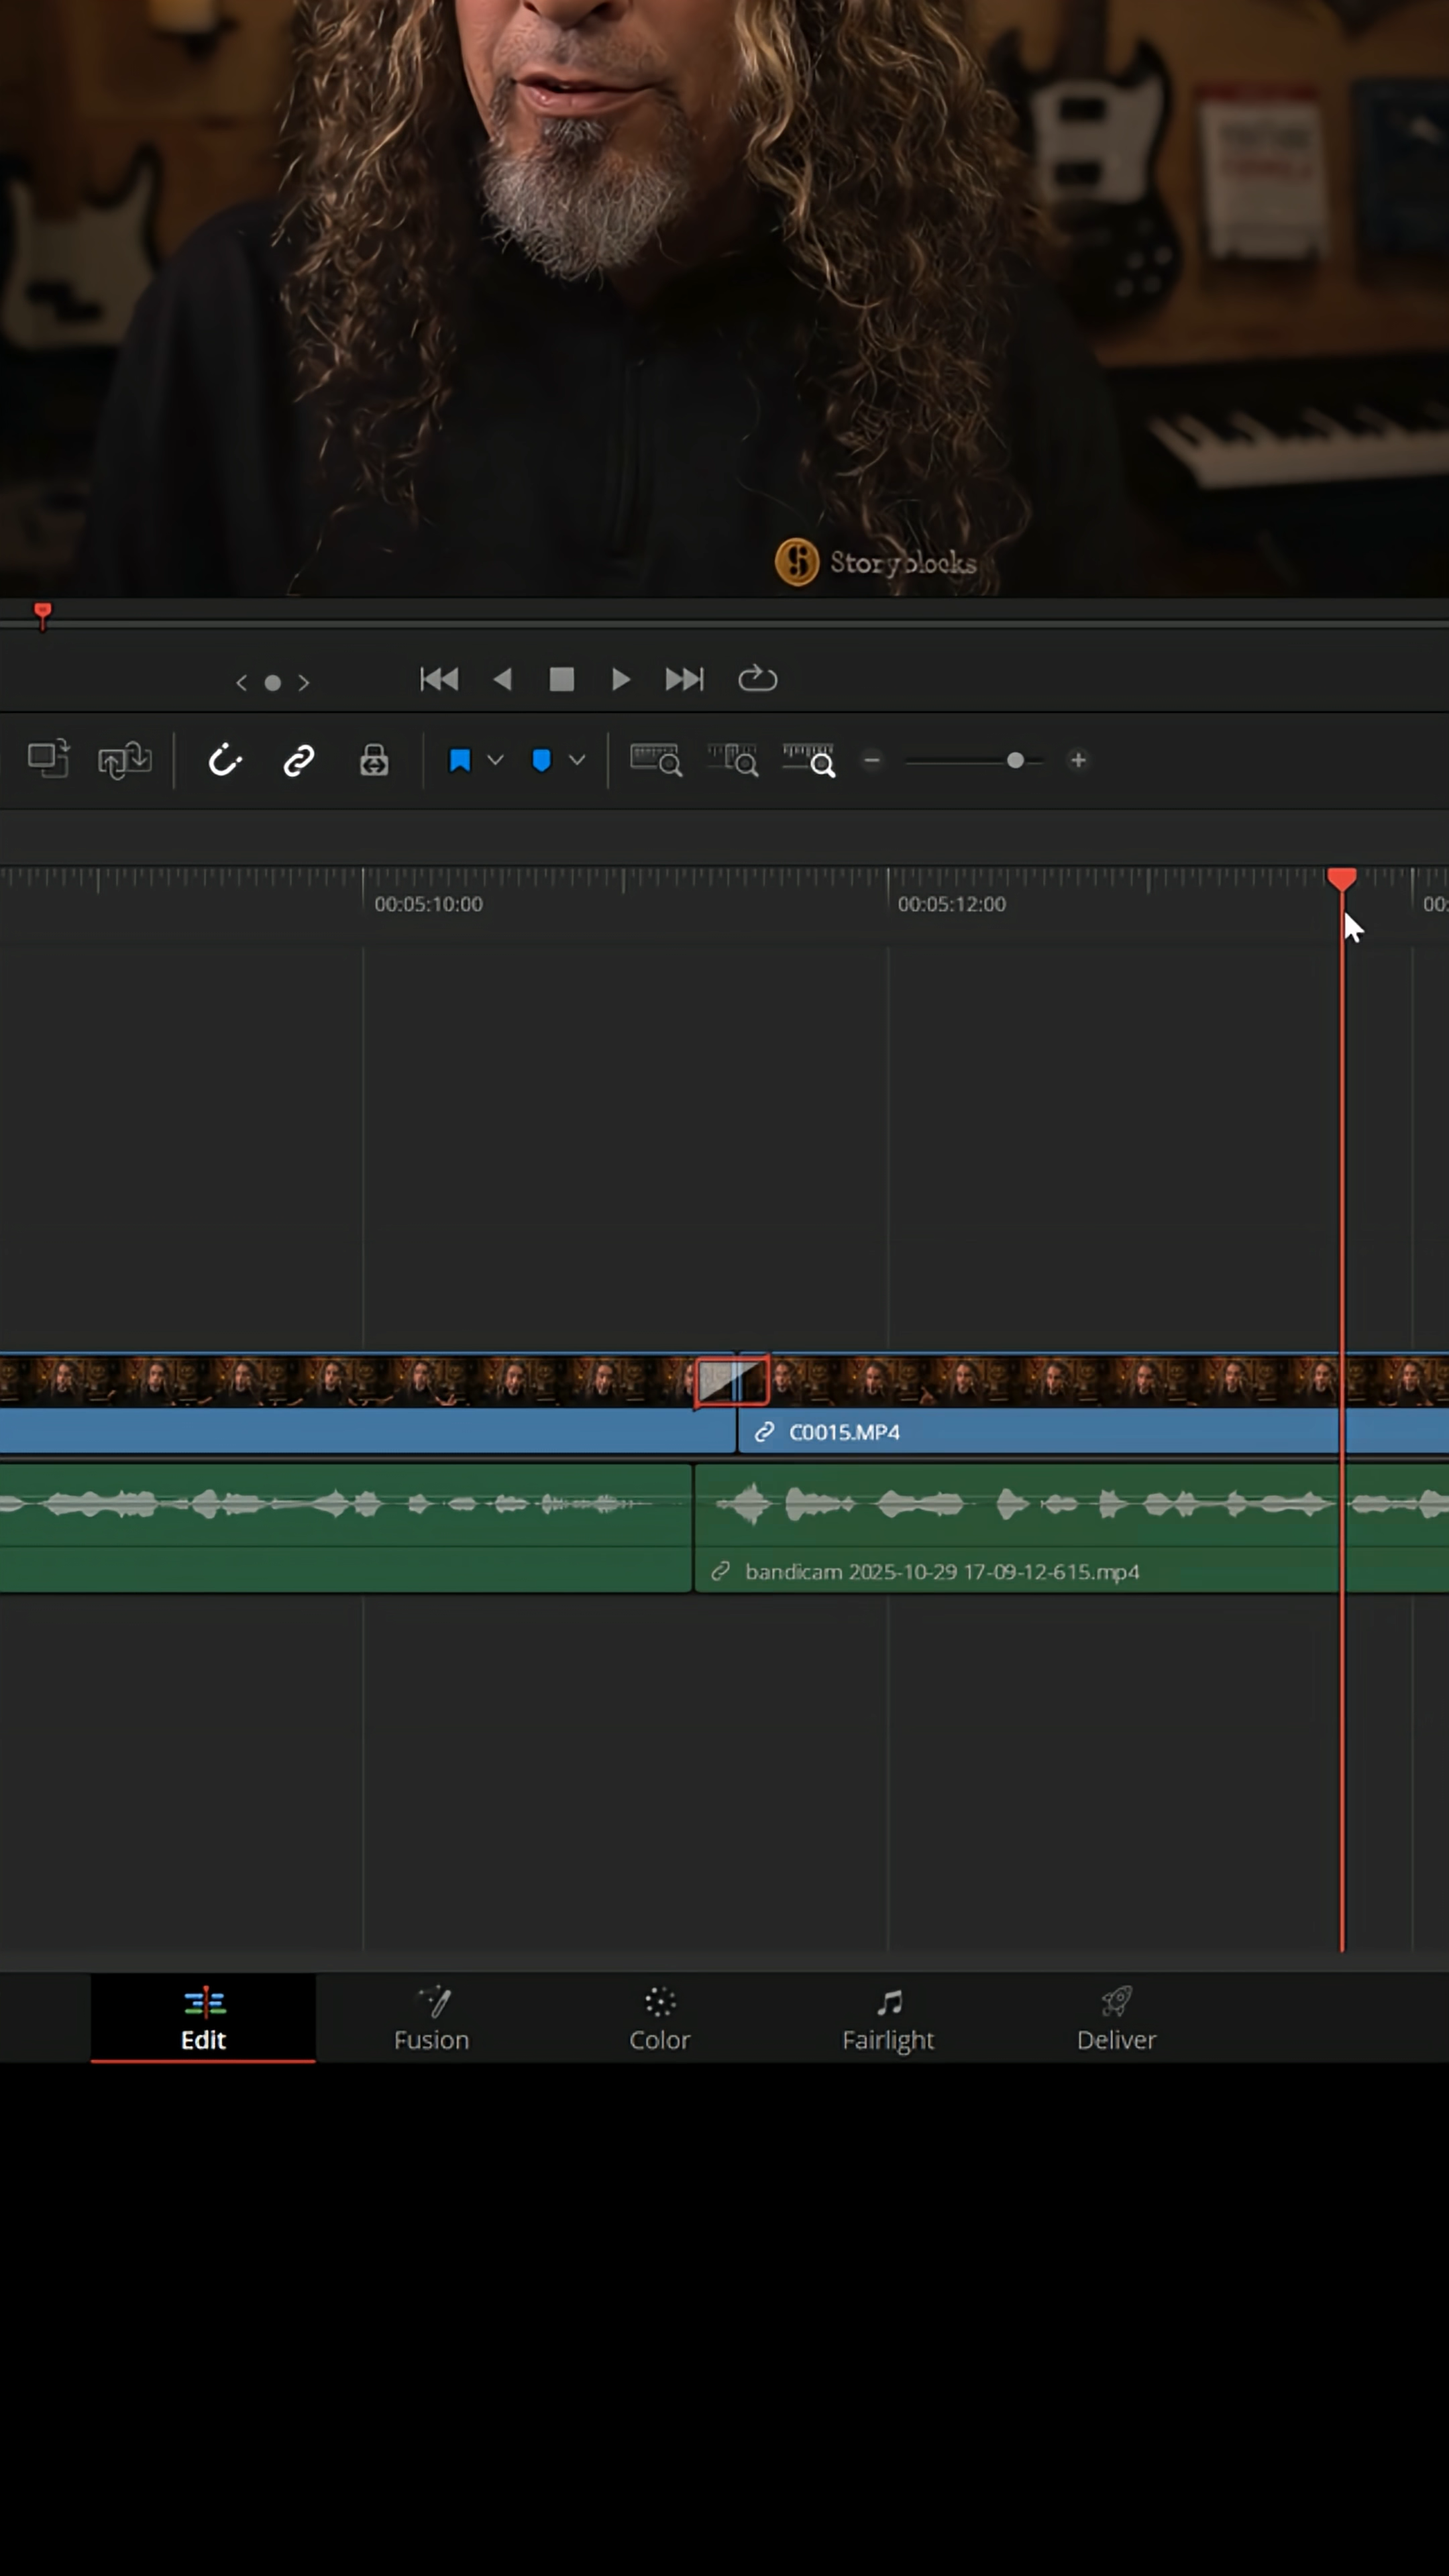 Storyblocks
00:05:10:00 00:05:12:00 00:
C0015.MP4
bandicam 2025-10-29 17-09-12-615.mp4
Edit Fusion Color Fairlight Deliver